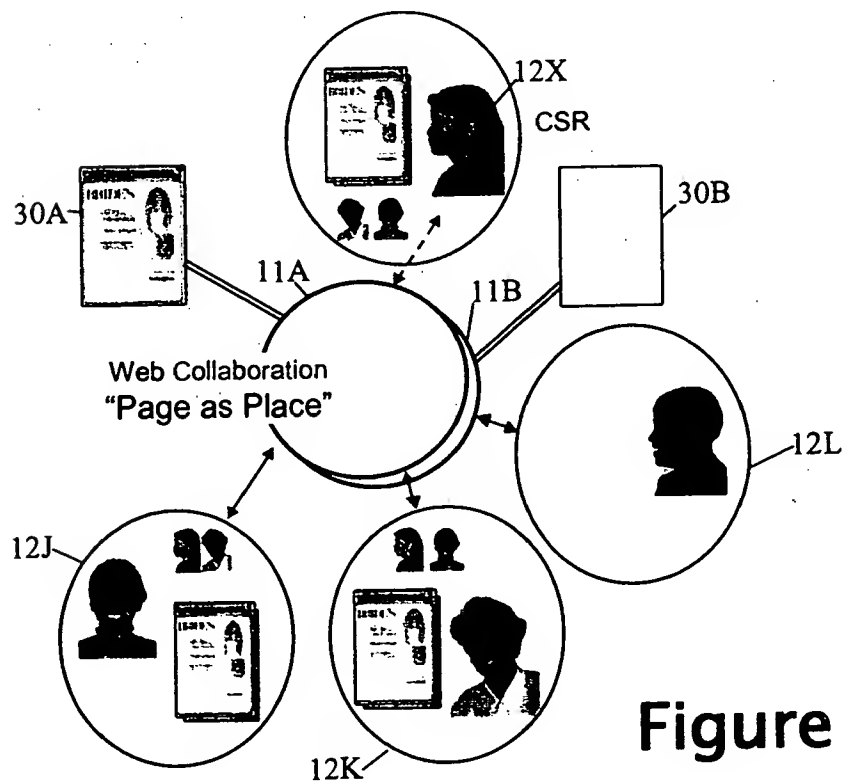 12X
CSR
30A
30B
11A
11B
Web Collaboration
“Page as Place”
12L
12J
12K
Figure